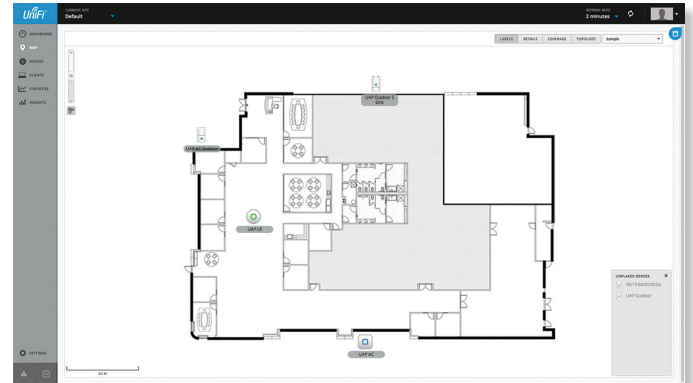 UniFi
CURRENT SITE
Default
REFRESH RATE
2 minutes
DASHBOARD
MAP
DEVICES
CLIENTS
STATISTICS
INSIGHTS
LABELS
DETAILS
COVERAGE
TOPOLOGY
Sample
UAP Outdoor 5
GHz
UAP-AC Outdoor
UAP LR
UAP AC
UNPLACED DEVICES
UAP Outdoor
SETTINGS